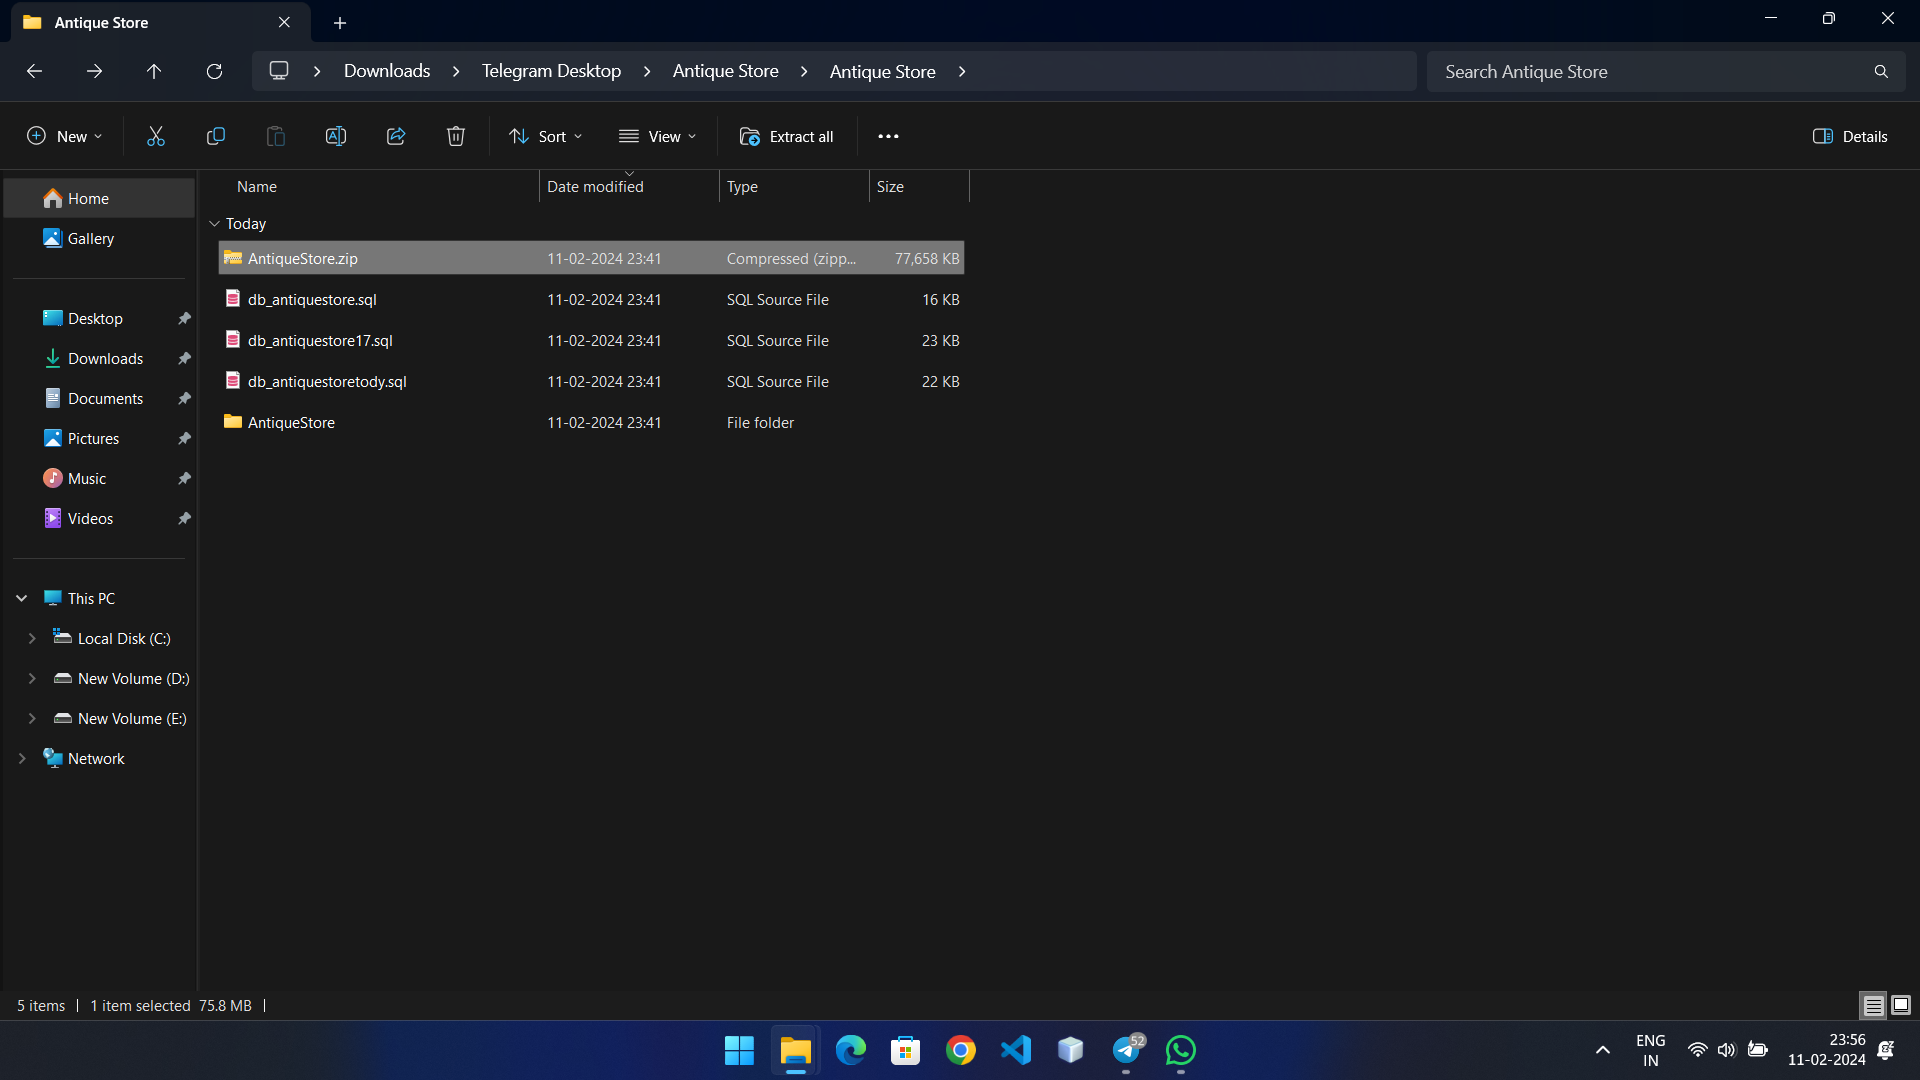 Antique Store
Downloads
Telegram Desktop
Antique Store
Antique Store
Search Antique Store
New
Sort
View
Extract all
Details
Name Date modified Type Size
Home
Gallery
Desktop
Downloads
Documents
Pictures
Music
Videos
This PC
Local Disk (C:)
New Volume (D:)
New Volume (E:)
Network
Today
AntiqueStore.zip 11-02-2024 23:41 Compressed (zipp... 77,658 KB
db_antiquestore.sql 11-02-2024 23:41 SQL Source File 16 KB
db_antiquestore17.sql 11-02-2024 23:41 SQL Source File 23 KB
db_antiquestoretody.sql 11-02-2024 23:41 SQL Source File 22 KB
AntiqueStore 11-02-2024 23:41 File folder
5 items 1 item selected 75.8 MB
52
ENG
IN
23:56
11-02-2024